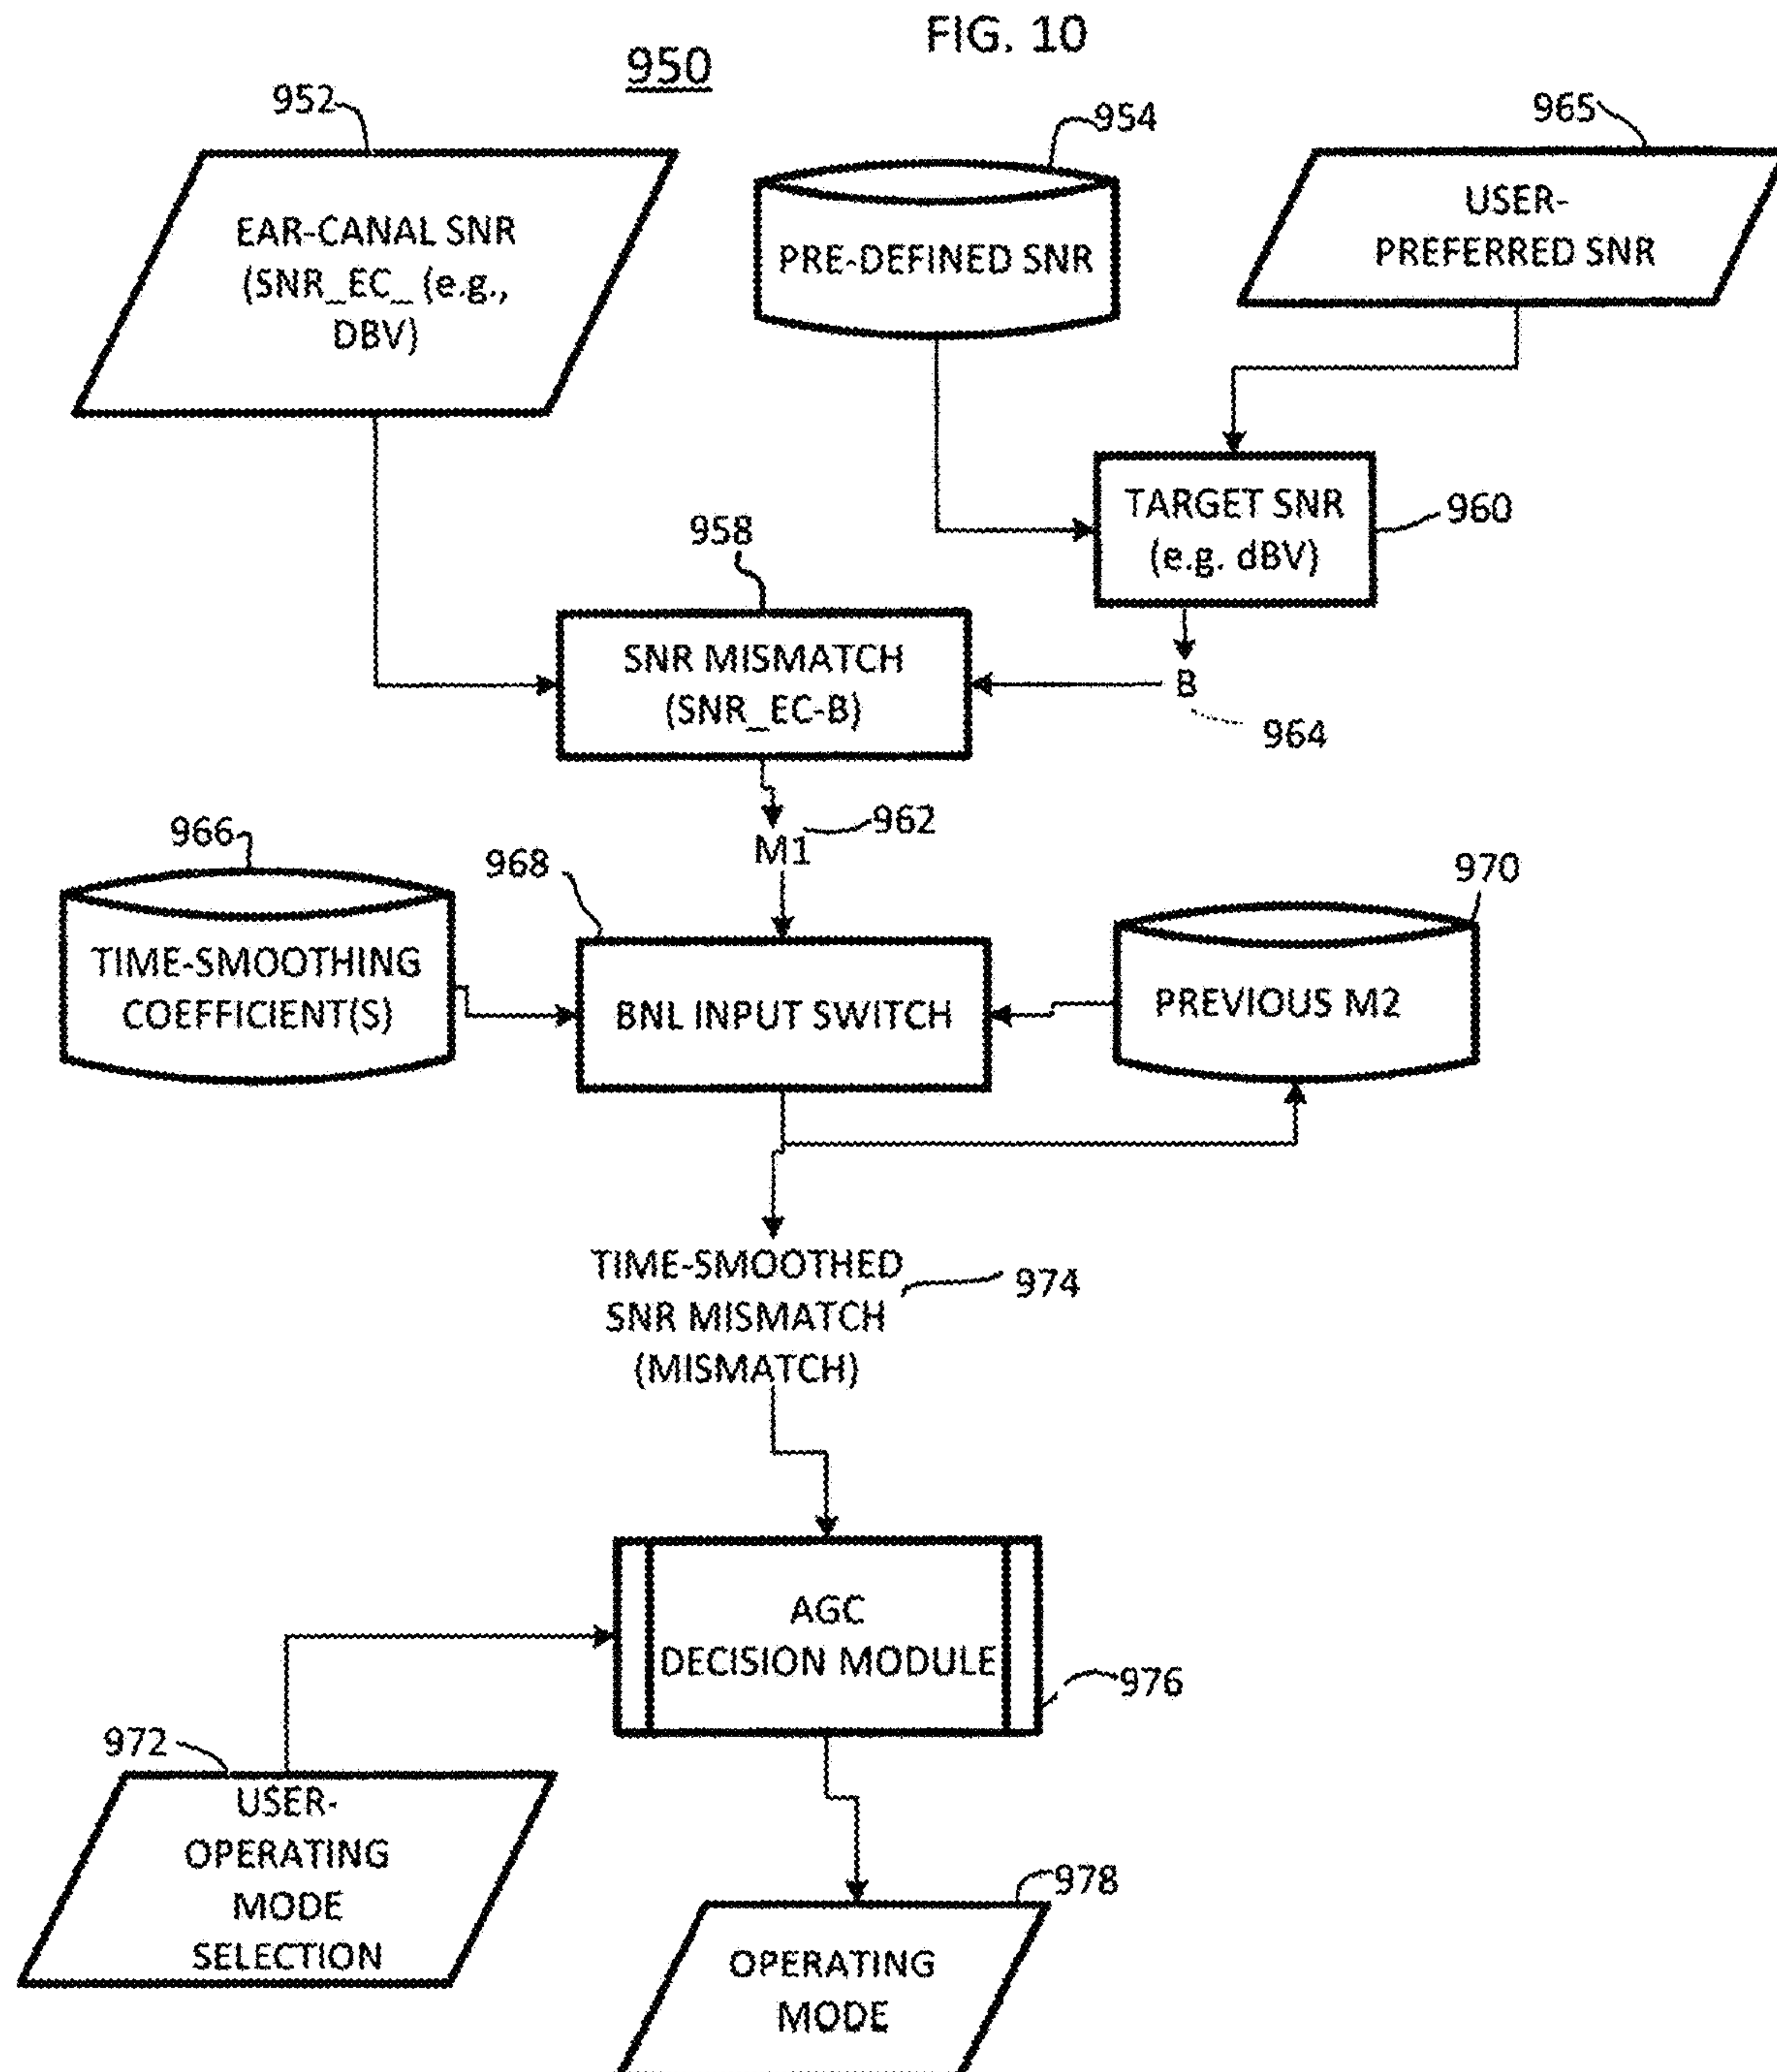 FIG. 10
950
952
954
965
EAR-CANAL SNR
(SNR_EC_ (e.g.,
DBV)
PRE-DEFINED SNR
USER-
PREFERRED SNR
TARGET SNR
(e.g. dBV)
960
958
SNR MISMATCH
(SNR_EC-B)
B
964
962
M1
966
968
970
TIME-SMOOTHING
COEFFICIENT(S)
BNL INPUT SWITCH
PREVIOUS M2
TIME-SMOOTHED
SNR MISMATCH
(MISMATCH)
974
AGC
DECISION MODULE
976
972
USER-
OPERATING
MODE
SELECTION
978
OPERATING
MODE